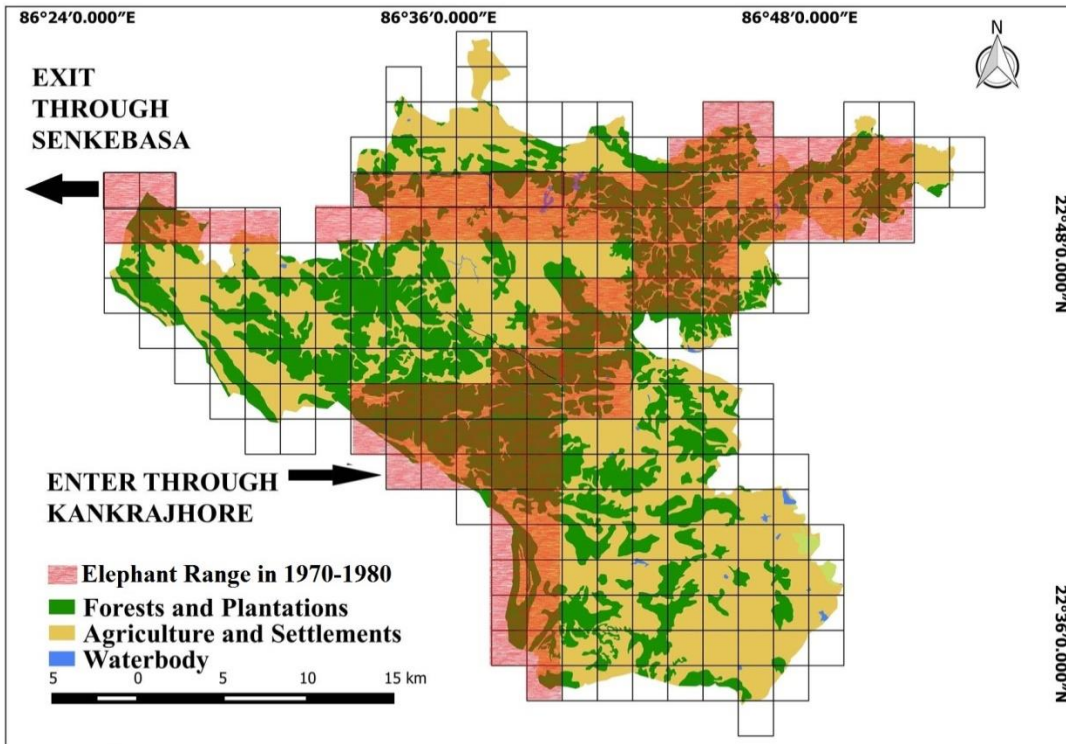 86°24'0.000"E 86°36'0.000"E 86°48'0.000"E
N
EXIT
THROUGH
SENKEBASA
22°48'0.000"N
ENTER THROUGH
KANKRAJHORE
Elephant Range in 1970-1980
Forests and Plantations
Agriculture and Settlements
Waterbody
22°36'0.000"N
5 0 5 10 15 km